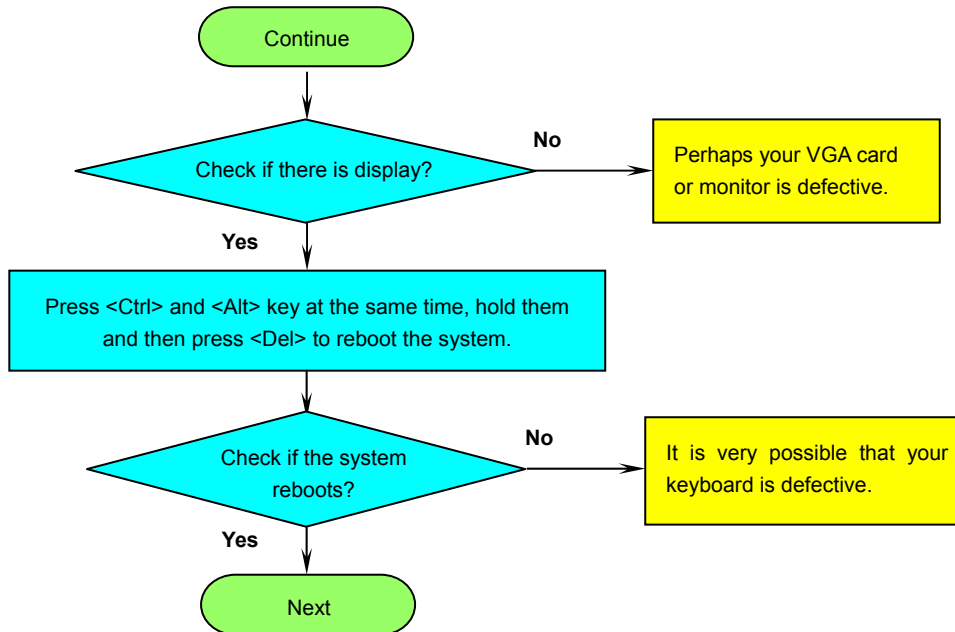 Continue
Check if there is display?
No
Perhaps your VGA card
or monitor is defective.
Yes
Press <Ctrl> and <Alt> key at the same time, hold them
and then press <Del> to reboot the system.
Check if the system
reboots?
No
It is very possible that your
keyboard is defective.
Yes
Next